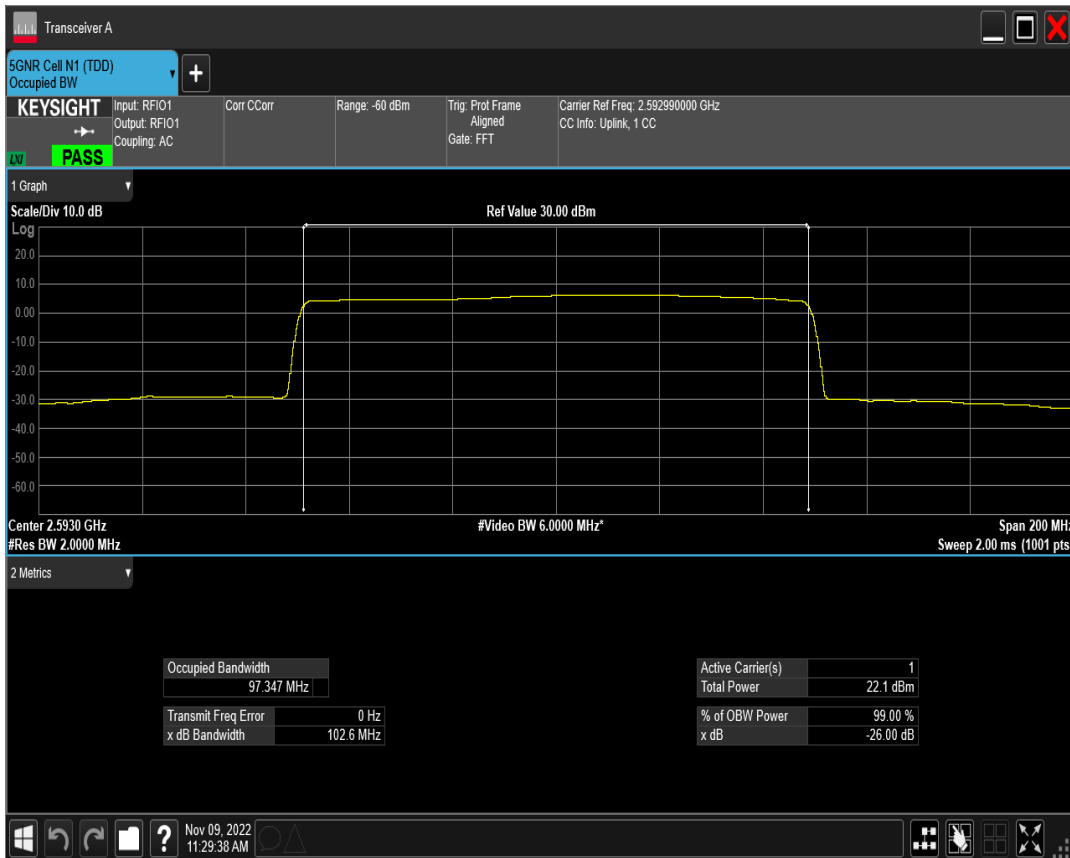 Transceiver A
5GNR Cell N1 (TDD)
Occupied BW
+
KEYSIGHT
LXI
PASS
Input: RFIO1
Output: RFIO1
Coupling: AC
Corr CCorr
Range: -60 dBm
Trig: Prot Frame
Aligned
Gate: FFT
Carrier Ref Freq: 2.592990000 GHz
CC Info: Uplink, 1 CC
1 Graph
Scale/Div 10.0 dB
Ref Value 30.00 dBm
Log
20.0
10.0
0.00
-10.0
-20.0
-30.0
-40.0
-50.0
-60.0
Center 2.5930 GHz
#Video BW 6.0000 MHz*
Span 200 MHz
#Res BW 2.0000 MHz
Sweep 2.00 ms (1001 pts
2 Metrics
Occupied Bandwidth
97.347 MHz
Transmit Freq Error 0 Hz
x dB Bandwidth 102.6 MHz
Active Carrier(s) 1
Total Power 22.1 dBm
% of OBW Power 99.00 %
x dB -26.00 dB
?
Nov 09, 2022
11:29:38 AM